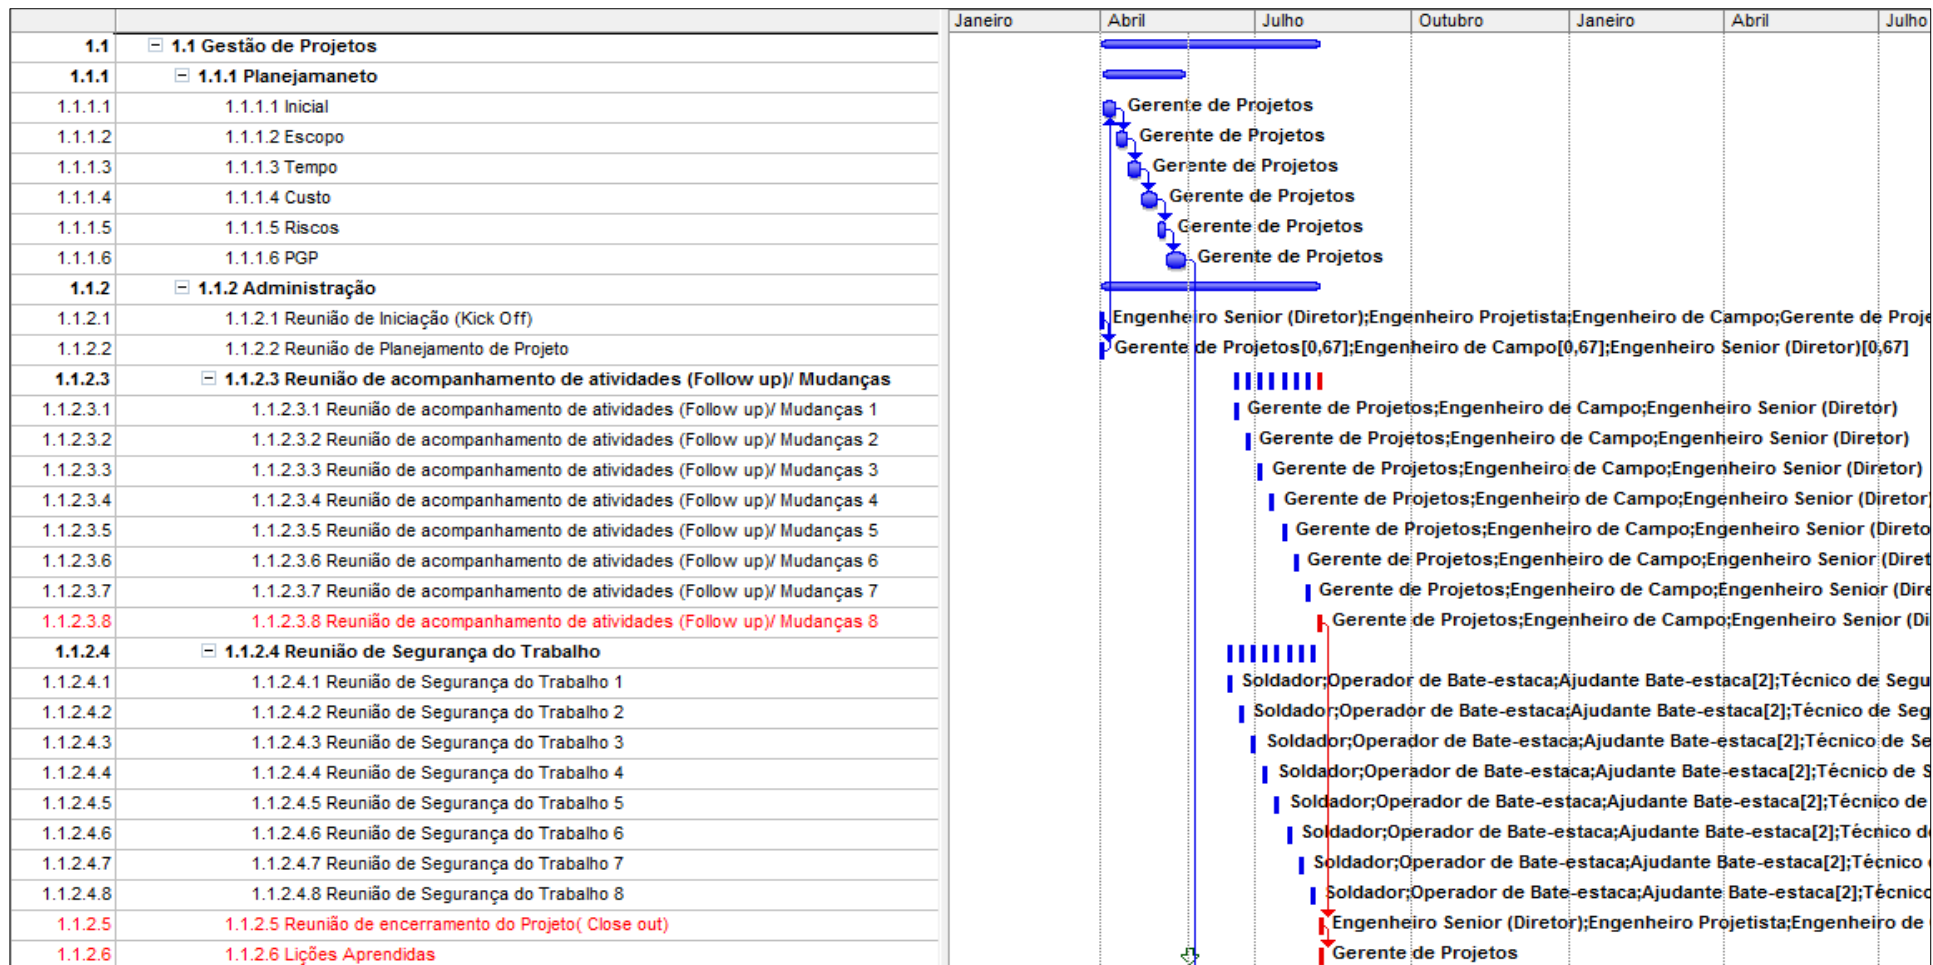 Janeiro Abril Julho Outubro Janeiro Abril Julho
1.1 1.1 Gestão de Projetos
1.1.1 1.1.1 Planejamaneto
1.1.1.1 1.1.1.1 Inicial Gerente de Projetos
1.1.1.2 1.1.1.2 Escopo Gerente de Projetos
1.1.1.3 1.1.1.3 Tempo Gerente de Projetos
1.1.1.4 1.1.1.4 Custo Gerente de Projetos
1.1.1.5 1.1.1.5 Riscos Gerente de Projetos
1.1.1.6 1.1.1.6 PGP Gerente de Projetos
1.1.2 1.1.2 Administração
1.1.2.1 1.1.2.1 Reunião de Iniciação (Kick Off) Engenheiro Senior (Diretor);Engenheiro Projetista;Engenheiro de Campo;Gerente de Proje
1.1.2.2 1.1.2.2 Reunião de Planejamento de Projeto Gerente de Projetos[0,67];Engenheiro de Campo[0,67];Engenheiro Senior (Diretor)[0,67]
1.1.2.3 1.1.2.3 Reunião de acompanhamento de atividades (Follow up)/ Mudanças
1.1.2.3.1 1.1.2.3.1 Reunião de acompanhamento de atividades (Follow up)/ Mudanças 1 Gerente de Projetos;Engenheiro de Campo;Engenheiro Senior (Diretor)
1.1.2.3.2 1.1.2.3.2 Reunião de acompanhamento de atividades (Follow up)/ Mudanças 2 Gerente de Projetos;Engenheiro de Campo;Engenheiro Senior (Diretor)
1.1.2.3.3 1.1.2.3.3 Reunião de acompanhamento de atividades (Follow up)/ Mudanças 3 Gerente de Projetos;Engenheiro de Campo;Engenheiro Senior (Diretor)
1.1.2.3.4 1.1.2.3.4 Reunião de acompanhamento de atividades (Follow up)/ Mudanças 4 Gerente de Projetos;Engenheiro de Campo;Engenheiro Senior (Diretor)
1.1.2.3.5 1.1.2.3.5 Reunião de acompanhamento de atividades (Follow up)/ Mudanças 5 Gerente de Projetos;Engenheiro de Campo;Engenheiro Senior (Direto
1.1.2.3.6 1.1.2.3.6 Reunião de acompanhamento de atividades (Follow up)/ Mudanças 6 Gerente de Projetos;Engenheiro de Campo;Engenheiro Senior (Diret
1.1.2.3.7 1.1.2.3.7 Reunião de acompanhamento de atividades (Follow up)/ Mudanças 7 Gerente de Projetos;Engenheiro de Campo;Engenheiro Senior (Dire
1.1.2.3.8 1.1.2.3.8 Reunião de acompanhamento de atividades (Follow up)/ Mudanças 8 Gerente de Projetos;Engenheiro de Campo;Engenheiro Senior (Di
1.1.2.4 1.1.2.4 Reunião de Segurança do Trabalho
1.1.2.4.1 1.1.2.4.1 Reunião de Segurança do Trabalho 1 Soldador;Operador de Bate-estaca;Ajudante Bate-estaca[2];Técnico de Segu
1.1.2.4.2 1.1.2.4.2 Reunião de Segurança do Trabalho 2 Soldador;Operador de Bate-estaca;Ajudante Bate-estaca[2];Técnico de Seg
1.1.2.4.3 1.1.2.4.3 Reunião de Segurança do Trabalho 3 Soldador;Operador de Bate-estaca;Ajudante Bate-estaca[2];Técnico de Se
1.1.2.4.4 1.1.2.4.4 Reunião de Segurança do Trabalho 4 Soldador;Operador de Bate-estaca;Ajudante Bate-estaca[2];Técnico de S
1.1.2.4.5 1.1.2.4.5 Reunião de Segurança do Trabalho 5 Soldador;Operador de Bate-estaca;Ajudante Bate-estaca[2];Técnico de
1.1.2.4.6 1.1.2.4.6 Reunião de Segurança do Trabalho 6 Soldador;Operador de Bate-estaca;Ajudante Bate-estaca[2];Técnico d
1.1.2.4.7 1.1.2.4.7 Reunião de Segurança do Trabalho 7 Soldador;Operador de Bate-estaca;Ajudante Bate-estaca[2];Técnico
1.1.2.4.8 1.1.2.4.8 Reunião de Segurança do Trabalho 8 Soldador;Operador de Bate-estaca;Ajudante Bate-estaca[2];Técnico
1.1.2.5 1.1.2.5 Reunião de encerramento do Projeto( Close out) Engenheiro Senior (Diretor);Engenheiro Projetista;Engenheiro de
1.1.2.6 1.1.2.6 Lições Aprendidas Gerente de Projetos